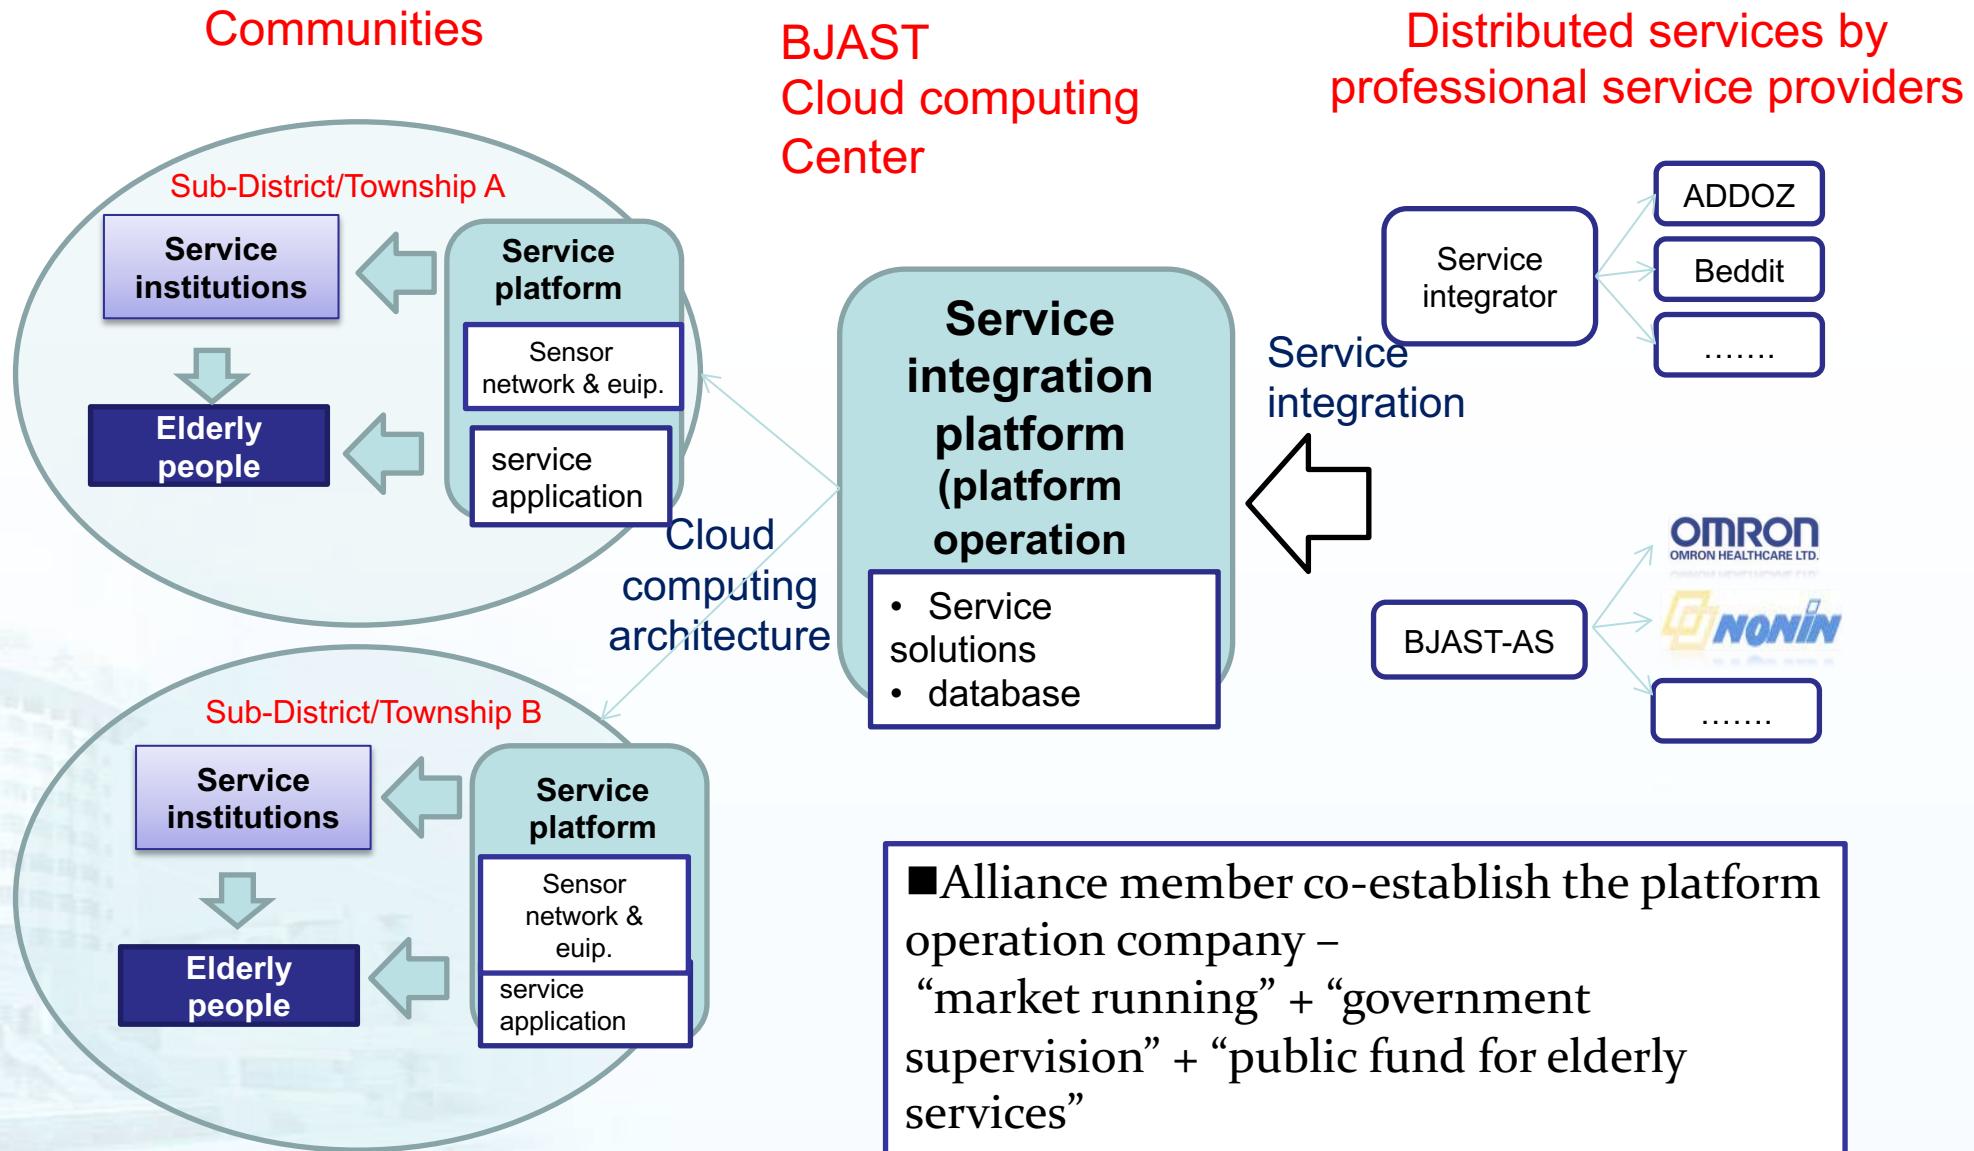 Communities
BJAST
Cloud computing
Center
Distributed services by
professional service providers
Sub-District/Township A
Service
institutions
Service
platform
Sensor
network & euip.
service
application
Elderly
people
Cloud
computing
architecture
Sub-District/Township B
Service
institutions
Service
platform
Sensor
network &
euip.
service
application
Elderly
people
Service
integration
platform
(platform
operation
• Service
solutions
• database
Service
integration
Service
integrator
ADDOZ
Beddit
.......
BJAST-AS
OMRON
OMRON HEALTHCARE LTD.
NONIN
.......
■Alliance member co-establish the platform
operation company –
“market running” + “government
supervision” + “public fund for elderly
services”